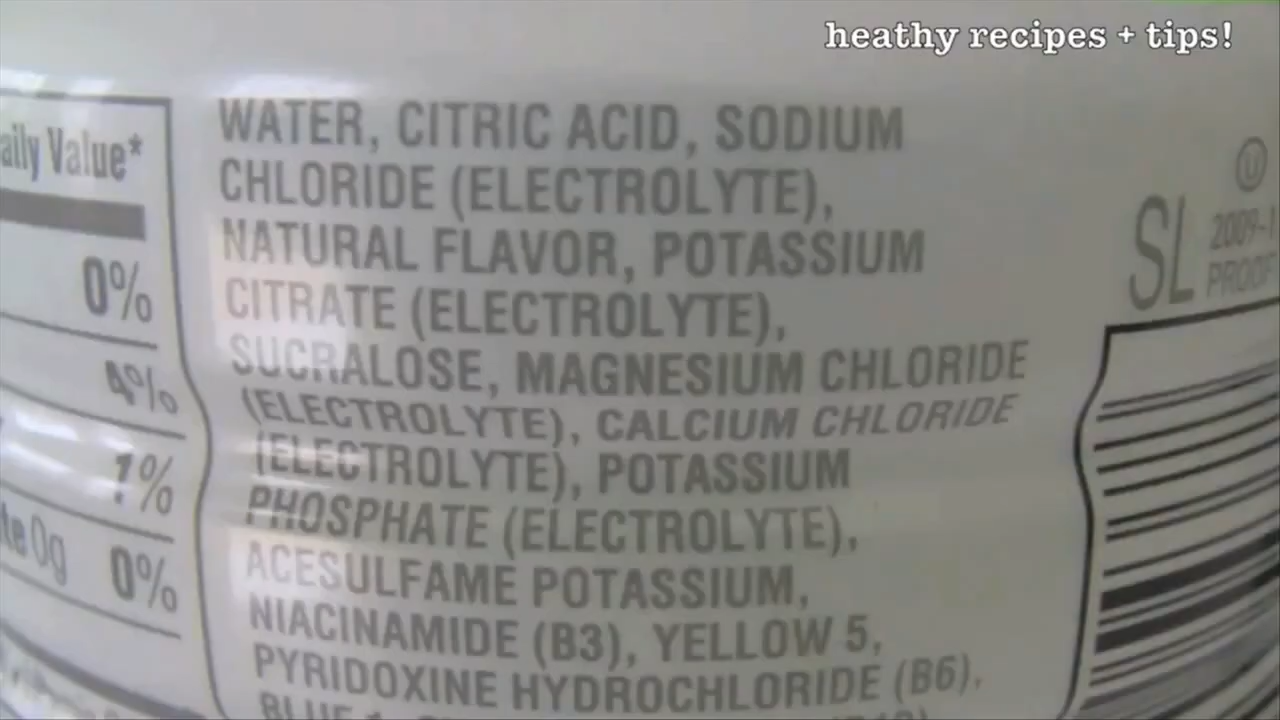 heathy recipes + tips!
aily Value*
0%
4%
1%
te 0g 0%
WATER, CITRIC ACID, SODIUM
CHLORIDE (ELECTROLYTE),
NATURAL FLAVOR, POTASSIUM
CITRATE (ELECTROLYTE),
SUCRALOSE, MAGNESIUM CHLORIDE
(ELECTROLYTE), CALCIUM CHLORIDE
(ELECTROLYTE), POTASSIUM
PHOSPHATE (ELECTROLYTE),
ACESULFAME POTASSIUM,
NIACINAMIDE (B3), YELLOW 5,
PYRIDOXINE HYDROCHLORIDE (B6),
BLUE 1,
U
SL
2009-1
PROOF